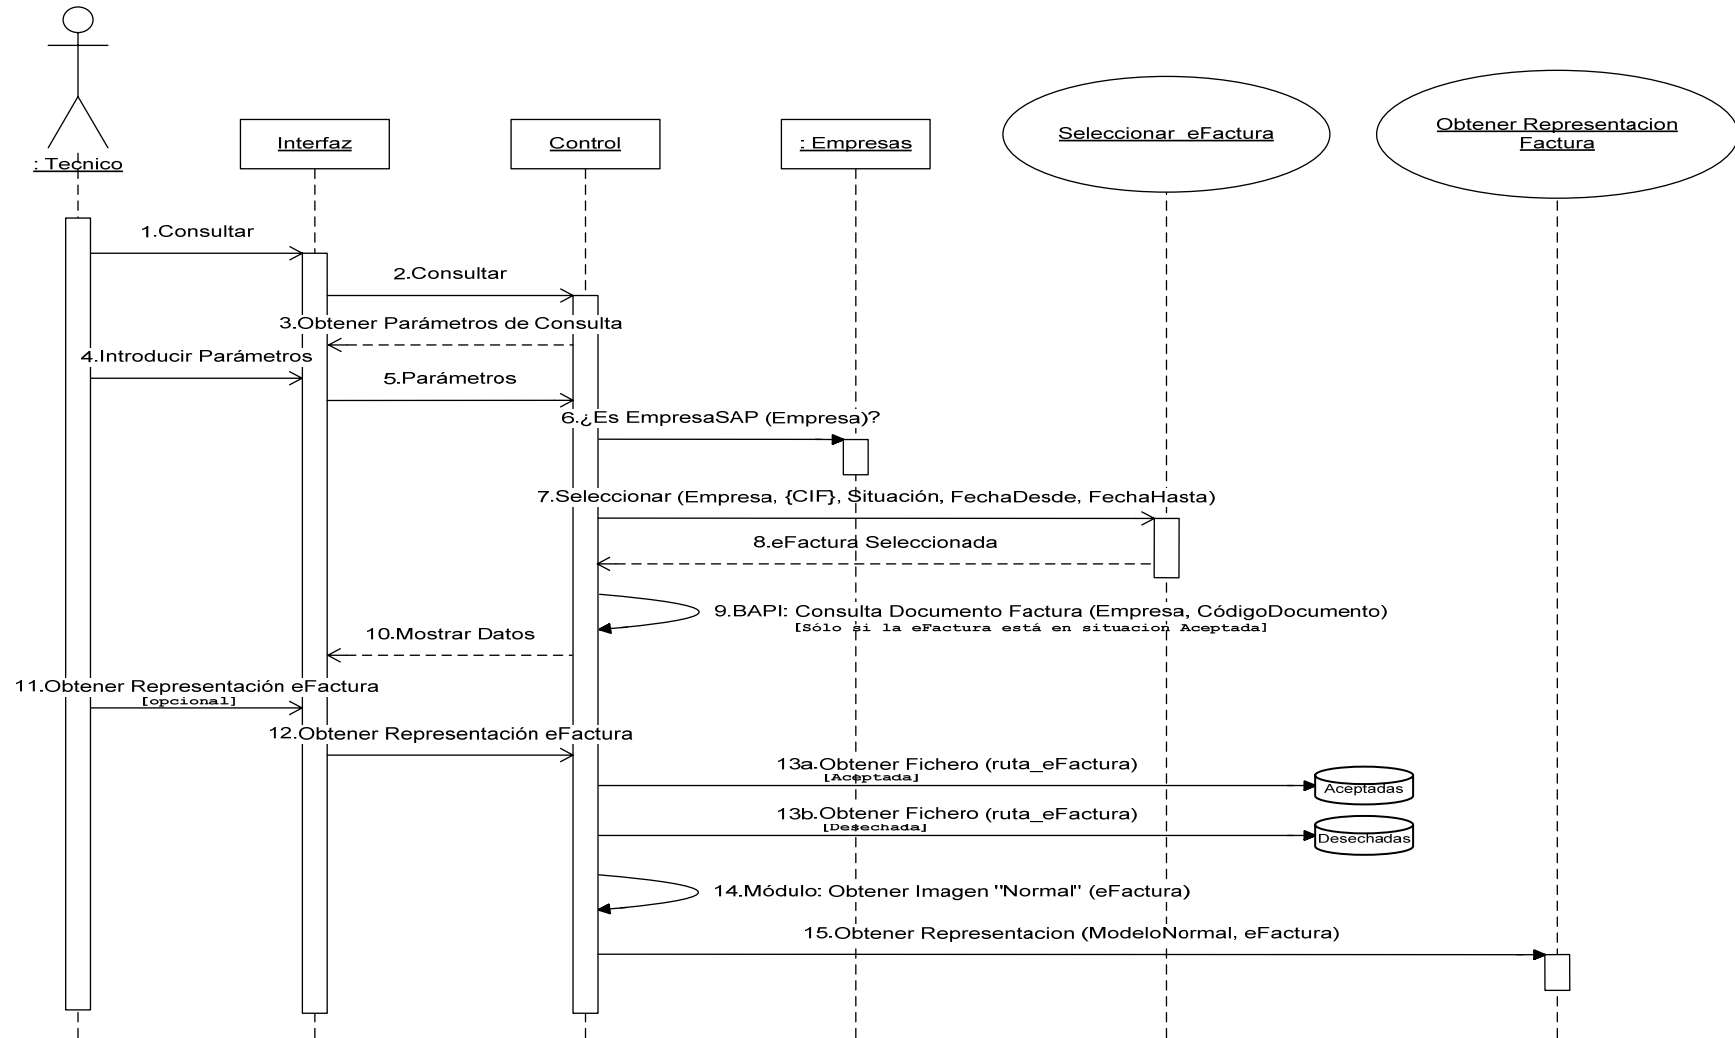 : Tecnico
Interfaz
Control
: Empresas
Seleccionar eFactura
Obtener Representacion
Factura
1.Consultar
2.Consultar
3.Obtener Parámetros de Consulta
4.Introducir Parámetros
5.Parámetros
6.¿Es EmpresaSAP (Empresa)?
7.Seleccionar (Empresa, {CIF}, Situación, FechaDesde, FechaHasta)
8.eFactura Seleccionada
9.BAPI: Consulta Documento Factura (Empresa, CódigoDocumento)
[Sólo si la eFactura está en situacion Aceptada]
10.Mostrar Datos
11.Obtener Representación eFactura
[opcional]
12.Obtener Representación eFactura
13a.Obtener Fichero (ruta_eFactura)
[Aceptada]
Aceptadas
13b.Obtener Fichero (ruta_eFactura)
[Desechada]
Desechadas
14.Módulo: Obtener Imagen "Normal" (eFactura)
15.Obtener Representacion (ModeloNormal, eFactura)